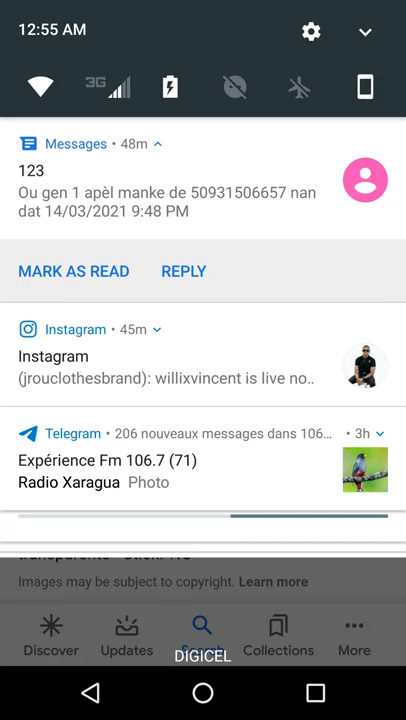 12:55 AM
3G
Messages • 48m
123
Ou gen 1 apèl manke de 50931506657 nan
dat 14/03/2021 9:48 PM
MARK AS READ REPLY
Instagram • 45m
Instagram
(jrouclothesbrand): willixvincent is live no..
Telegram • 206 nouveaux messages dans 106... • 3h
Expérience Fm 106.7 (71)
Radio Xaragua Photo
Images may be subject to copyright. Learn more
Discover Updates Search Collections More
DIGICEL